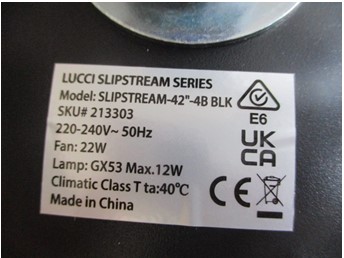 LUCCI SLIPSTREAM SERIES
Model: SLIPSTREAM-42"-4B BLK
SKU# 213303
220-240V~ 50Hz
Fan: 22W
Lamp: GX53 Max.12W
Climatic Class T ta:40°C
Made in China
E6
UK
CA
CE